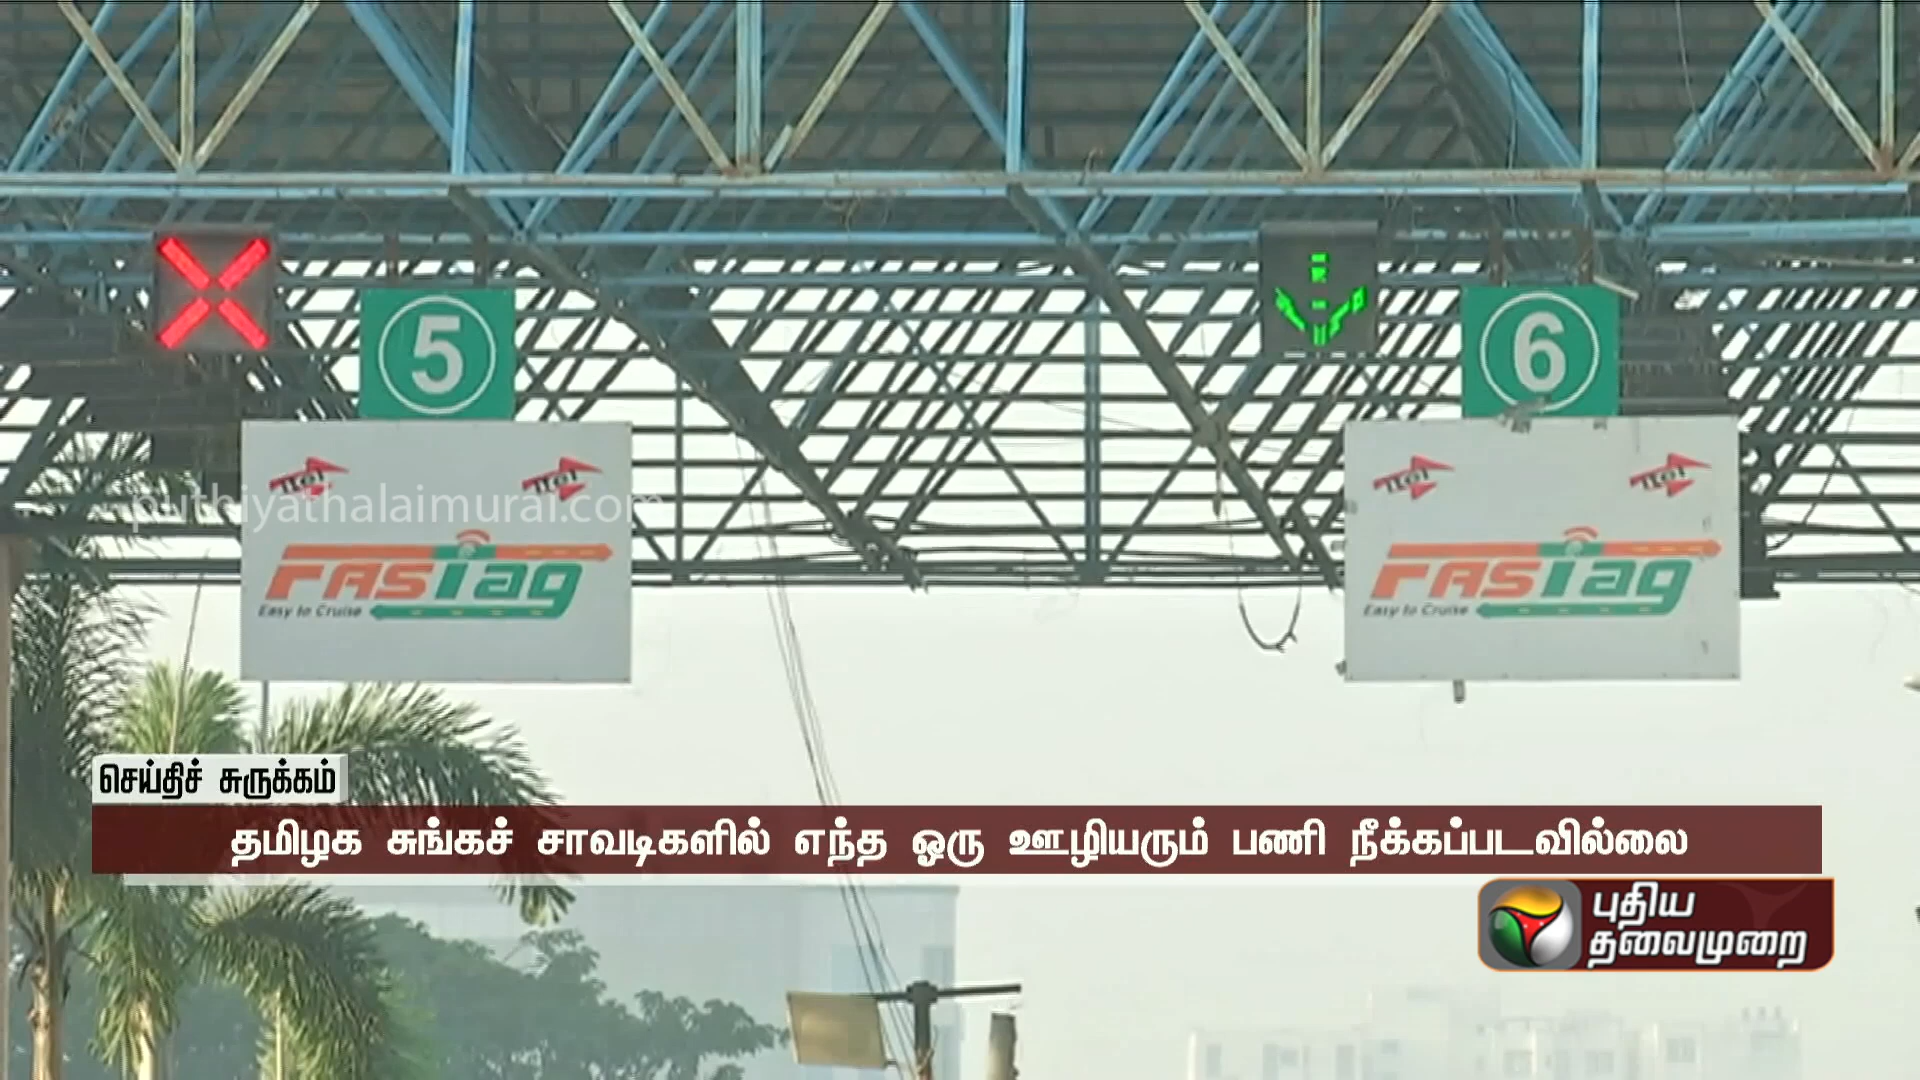 5
6
puthiyathalaimurai.com
FASTag
Easy to Cruise
FASTag
Easy to Cruise
செய்திச் சுருக்கம்
தமிழக சுங்கச் சாவடிகளில் எந்த ஒரு ஊழியரும் பணி நீக்கப்படவில்லை
புதிய
தலைமுறை